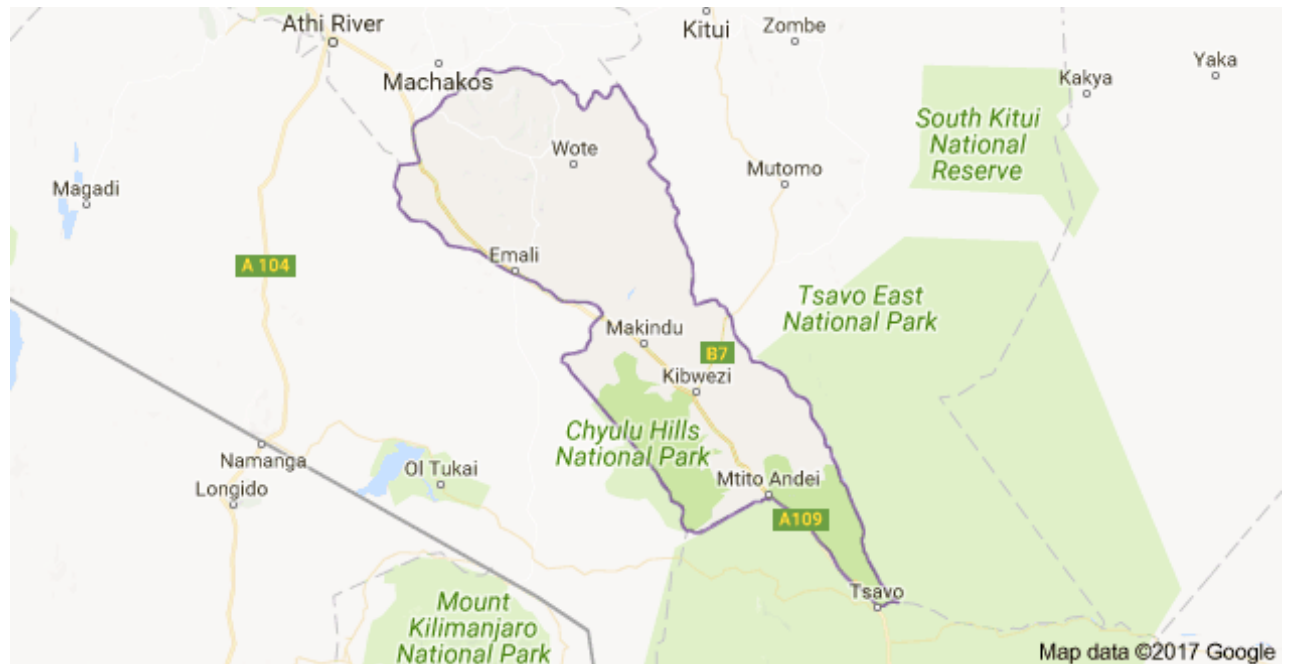 Athi River
Kitui
Zombe
Yaka
Machakos
Kakya
South Kitui
National
Reserve
Wote
Mutomo
Magadi
Emali
A 104
Tsavo East
National Park
Makindu
B7
Kibwezi
Chyulu Hills
National Park
Namanga
Ol Tukai
Longido
Mtito Andei
A109
Tsavo
Mount
Kilimanjaro
National Park
Map data ©2017 Google